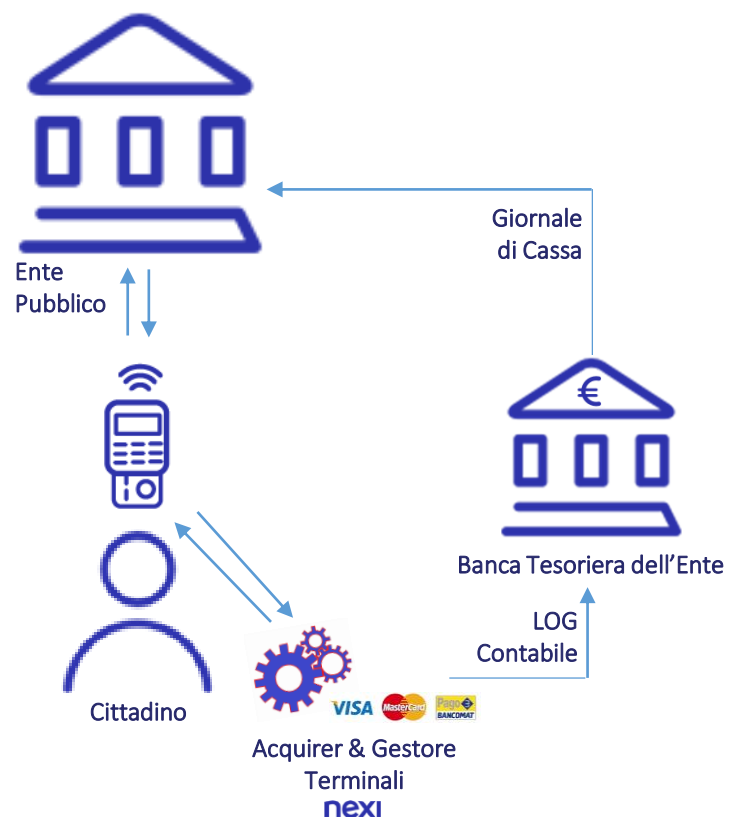 Giornale
di Cassa
Ente
Pubblico
€
Banca Tesoriera dell'Ente
LOG
Contabile
Cittadino
VISA MasterCard Pago BANCOMAT
Acquirer & Gestore
Terminali
nexi